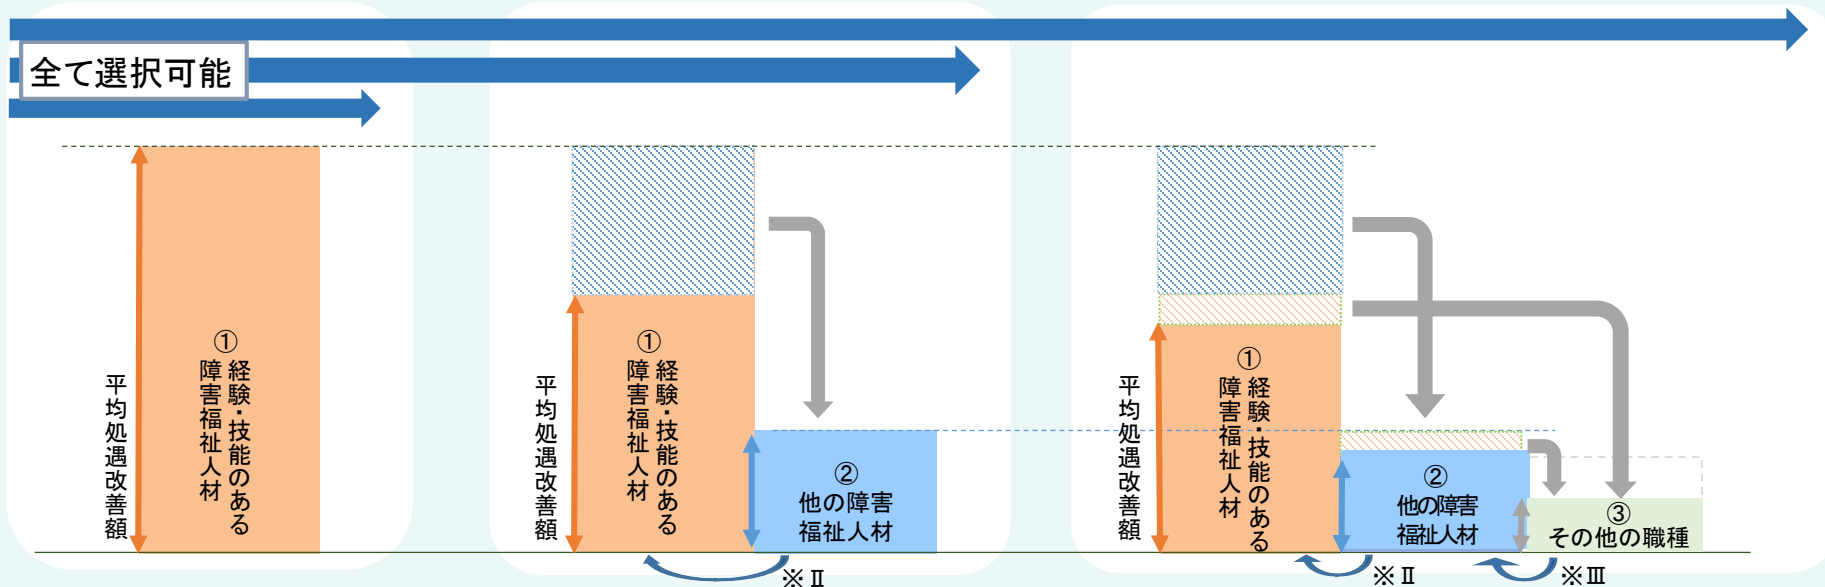 全て選択可能
平均処遇改善額
①
経験・技能のある
障害福祉人材
平均処遇改善額
①
経験・技能のある
障害福祉人材
②
他の障害
福祉人材
※Ⅱ
平均処遇改善額
①
経験・技能のある
障害福祉人材
②
他の障害
福祉人材
③
その他の職種
※Ⅱ
※Ⅲ